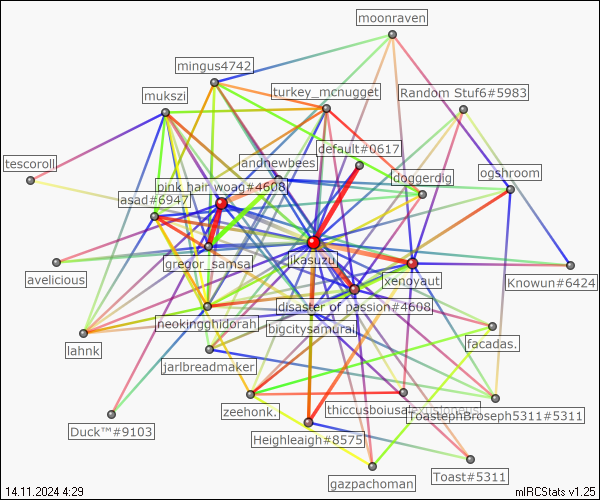 moonraven
mingus4742
turkey_mcnugget
Random Stuf6#5983
mukszi
default#0617
andnewbees
tescoroll
doggerdig
ogshroom
pink hair woag#4608
asad#6947
jkasuzu
gregor_samsa
avelicious
xenoyaut
Knowun#6424
disaster of passion#4608
neokingghidorah
bigcitysamurai
lahnk
facadas.
jarlbreadmaker
zeehonk.
thiccusboiusa
ToastephBroseph5311#5311
Duck™#9103
Heighleaigh#8575
Toast#5311
gazpachoman
14.11.2024 4:29
mIRCStats v1.25